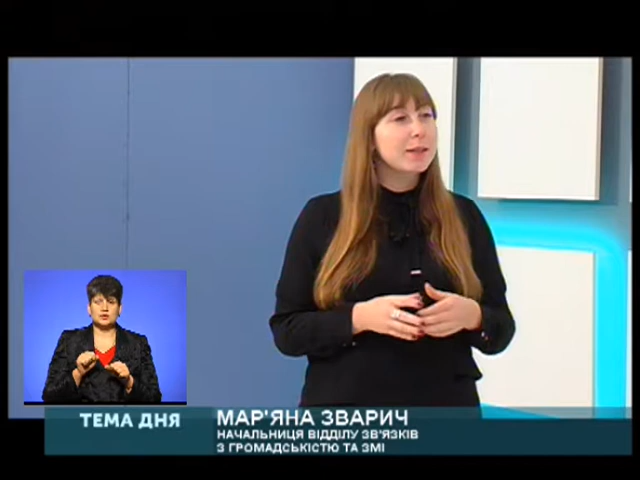 ТЕМА ДНЯ
МАР'ЯНА ЗВАРИЧ
НАЧАЛЬНИЦЯ ВІДДІЛУ ЗВ'ЯЗКІВ
З ГРОМАДСЬКІСТЮ ТА ЗМІ